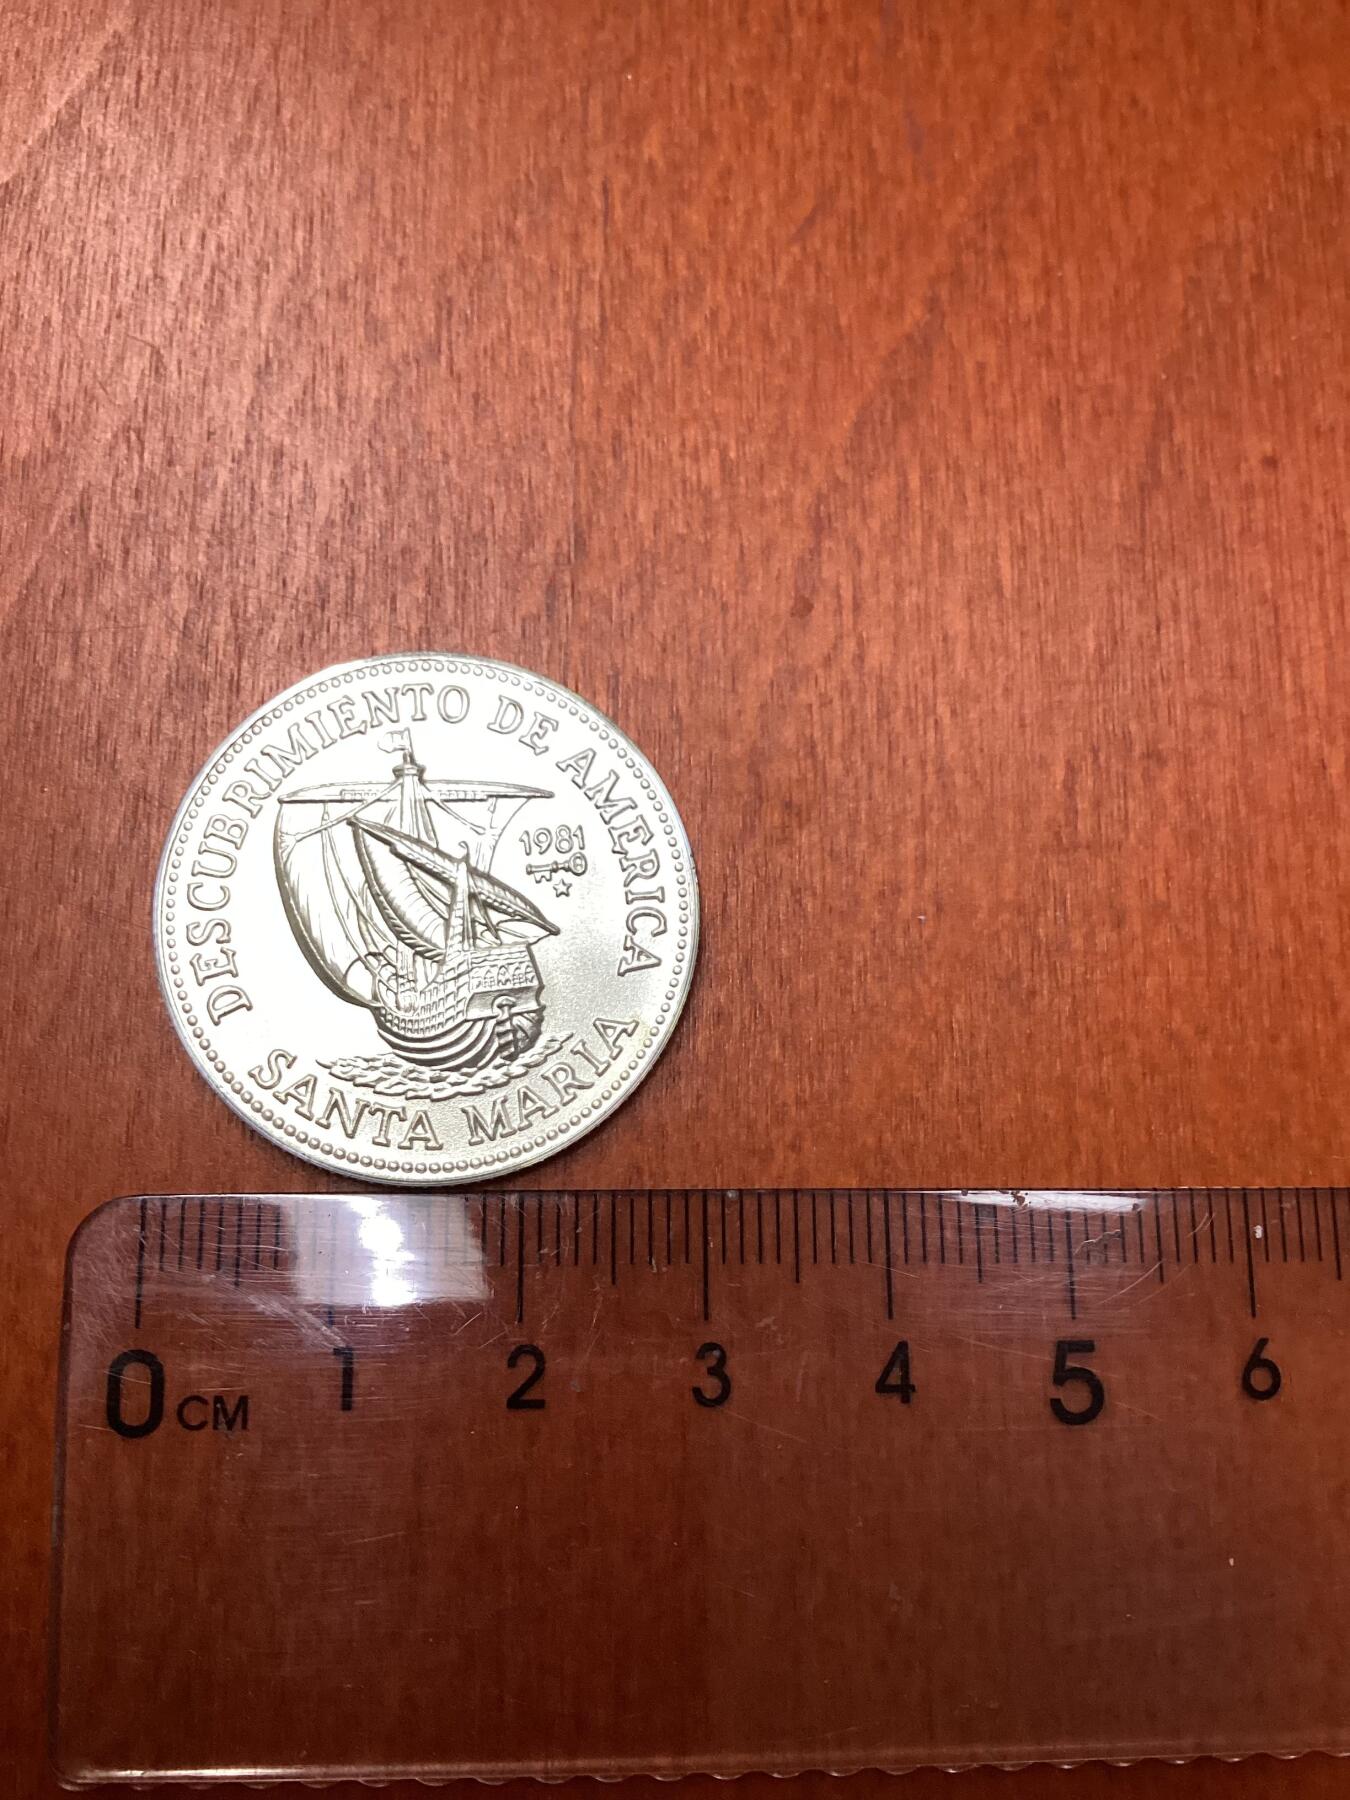 DESCUBRIMIENTO DE AMERICA
1981
SANTA MARIA
0 CM 1 2 3 4 5 6